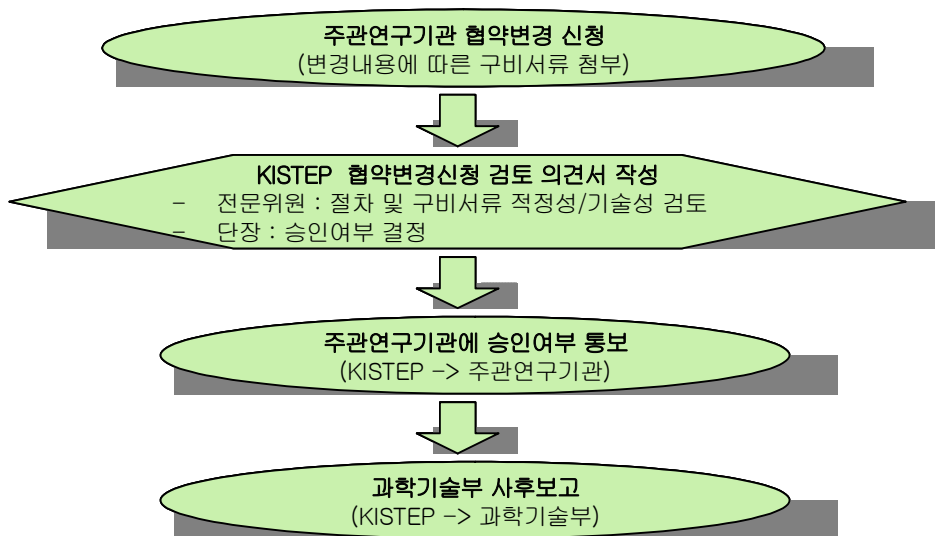 주관연구기관 협약변경 신청
(변경내용에 따른 구비서류 첨부)
KISTEP 협약변경신청 검토 의견서 작성
- 전문위원 : 절차 및 구비서류 적정성/기술성 검토
- 단장 : 승인여부 결정
주관연구기관에 승인여부 통보
(KISTEP -> 주관연구기관)
과학기술부 사후보고
(KISTEP -> 과학기술부)